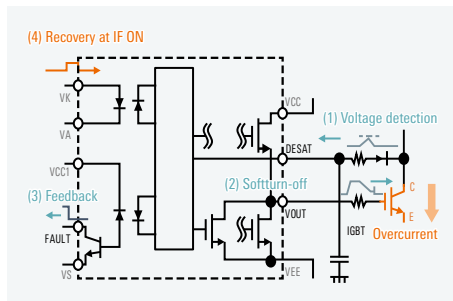 (4) Recovery at IF ON
VK
VCC
(1) Voltage detection
VA
DESAT
VCC1
(2) Softturn-off
C
(3) Feedback
VOUT
E
FAULT
IGBT
Overcurrent
VS
VEE